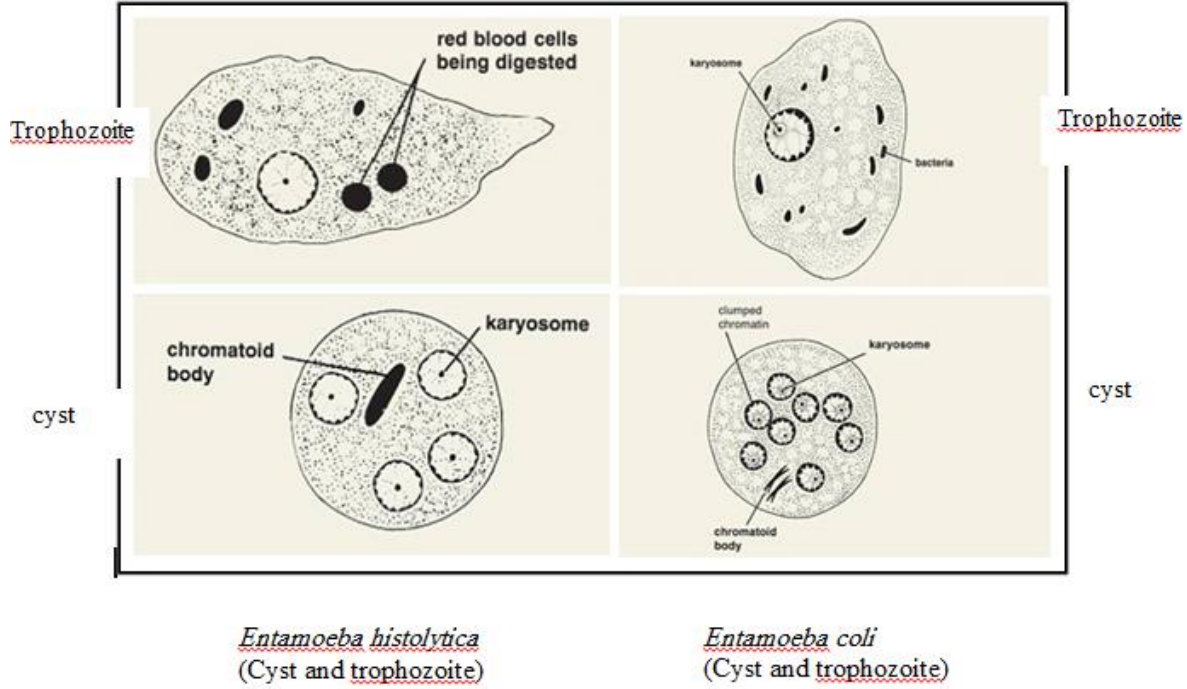 red blood cells
being digested
Trophozoite
karyosome
bacteria
Trophozoite
chromatoid
body
karyosome
cyst
clumped
chromatin
karyosome
chromatoid
body
cyst
Entamoeba histolytica
(Cyst and trophozoite)
Entamoeba coli
(Cyst and trophozoite)